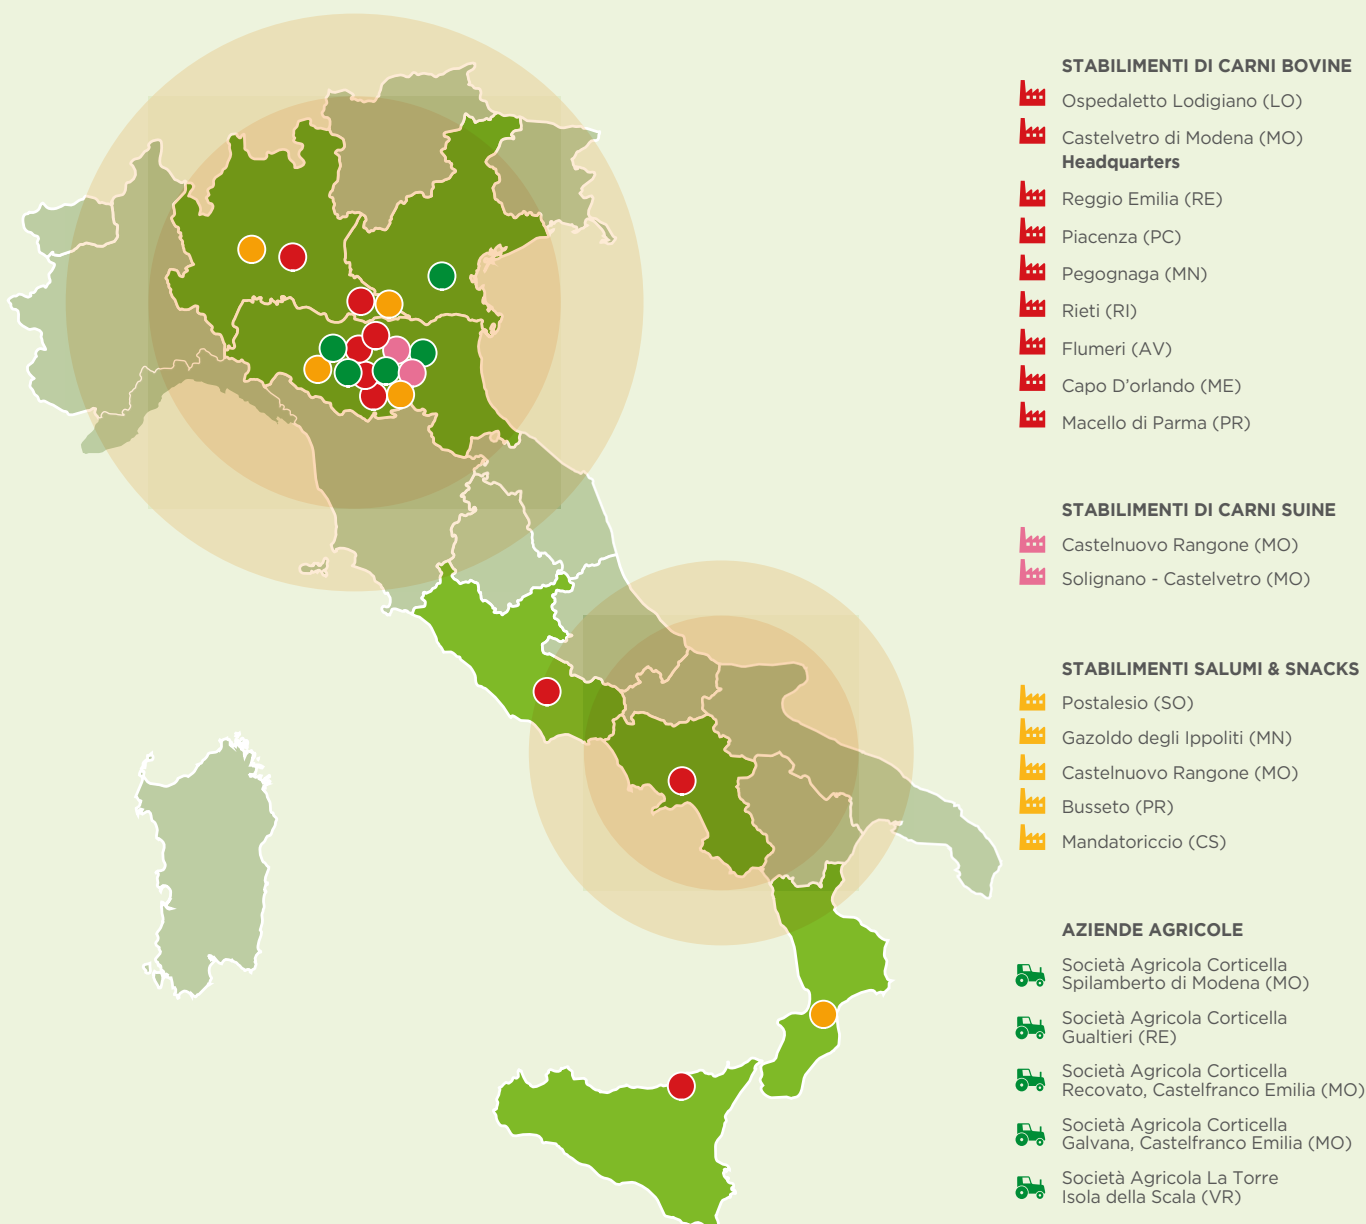 STABILIMENTI DI CARNI BOVINE
Ospedaletto Lodigiano (LO)
Castelvetro di Modena (MO)
Headquarters
Reggio Emilia (RE)
Piacenza (PC)
Pegognaga (MN)
Rieti (RI)
Flumeri (AV)
Capo D'orlando (ME)
Macello di Parma (PR)
STABILIMENTI DI CARNI SUINE
Castelnuovo Rangone (MO)
Solignano - Castelvetro (MO)
STABILIMENTI SALUMI & SNACKS
Postalesio (SO)
Gazoldo degli Ippoliti (MN)
Castelnuovo Rangone (MO)
Busseto (PR)
Mandatoriccio (CS)
AZIENDE AGRICOLE
Società Agricola Corticella
Spilamberto di Modena (MO)
Società Agricola Corticella
Gualtieri (RE)
Società Agricola Corticella
Recovato, Castelfranco Emilia (MO)
Società Agricola Corticella
Galvana, Castelfranco Emilia (MO)
Società Agricola La Torre
Isola della Scala (VR)